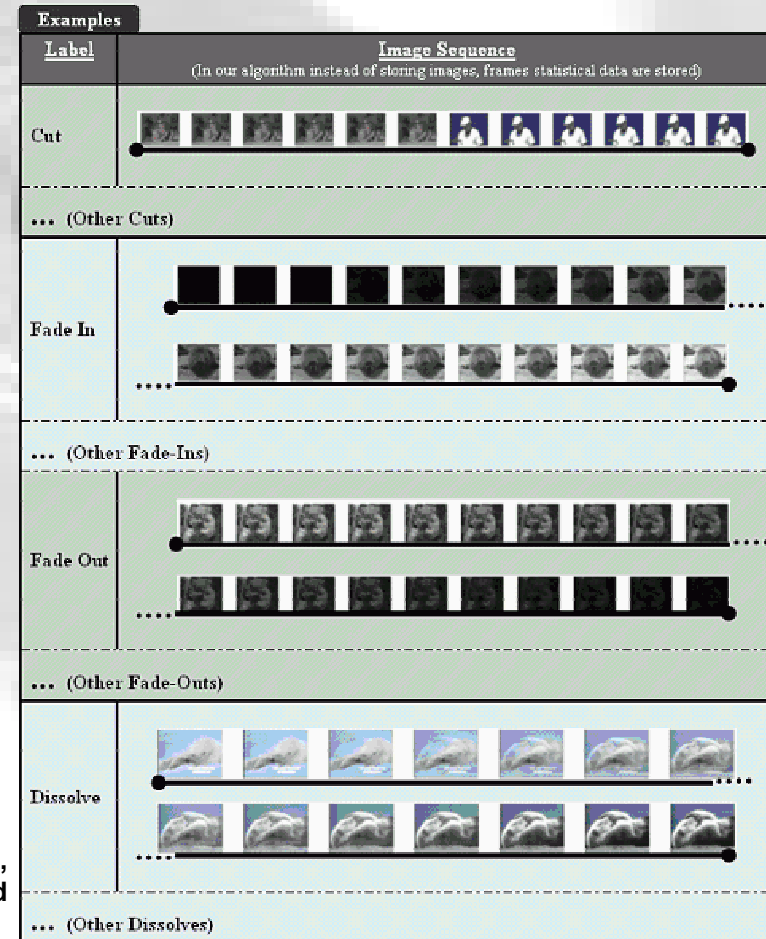 Examples
Label
Image Sequence
(In our algorithm instead of storing images, frames statistical data are stored)
Cut
... (Other Cuts)
Fade In
... (Other Fade-Ins)
Fade Out
... (Other Fade-Outs)
Dissolve
... (Other Dissolves)